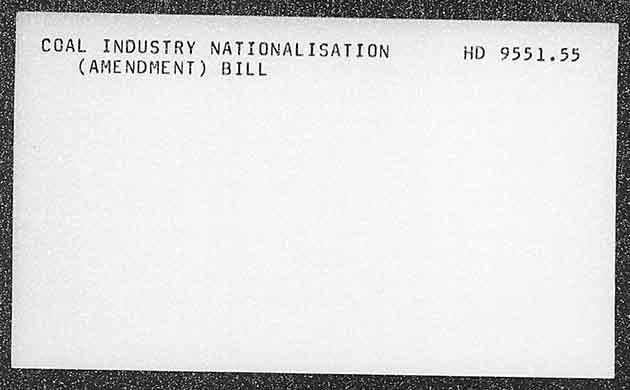 COAL INDUSTRY NATIONALISATION HD 9551.55
(AMENDMENT) BILL